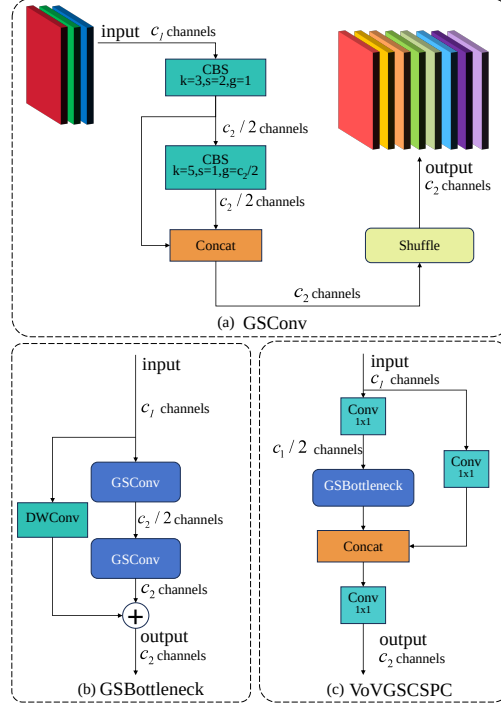 input
c₁ channels
CBS
k=3,s=2,g=1
c₂ / 2 channels
CBS
k=5,s=1,g=c₂/2
c₂ / 2 channels
Concat
output
c₂ channels
Shuffle
c₂ channels
(a) GSConv
input
c₁ channels
GSConv
DWConv
c₂ / 2 channels
GSConv
c₂ channels
+
output
c₂ channels
(b) GSBottleneck
input
c₁ channels
Conv
1x1
c₁ / 2 channels
Conv
1x1
GSBottleneck
Concat
Conv
1x1
output
c₂ channels
(c) VoVGSCSPC